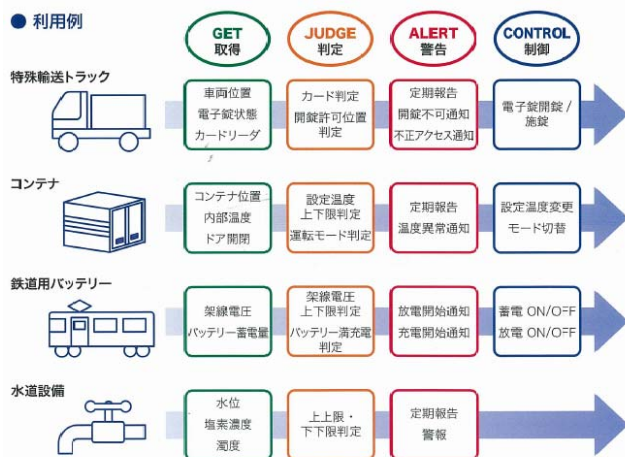 ● 利用例
GET
取得
JUDGE
判定
ALERT
警告
CONTROL
制御
特殊輸送トラック
車両位置
電子錠状態
カードリーダ
カード判定
開錠許可位置
判定
定期報告
開錠不可通知
不正アクセス通知
電子錠開錠 /
施錠
コンテナ
コンテナ位置
内部温度
ドア開閉
設定温度
上下限判定
運転モード判定
定期報告
温度異常通知
設定温度変更
モード切替
鉄道用バッテリー
架線電圧
バッテリー蓄電量
架線電圧
上下限判定
バッテリー満充電
判定
放電開始通知
充電開始通知
蓄電 ON/OFF
放電 ON/OFF
水道設備
水位
塩素濃度
濁度
上上限・
下下限判定
定期報告
警報